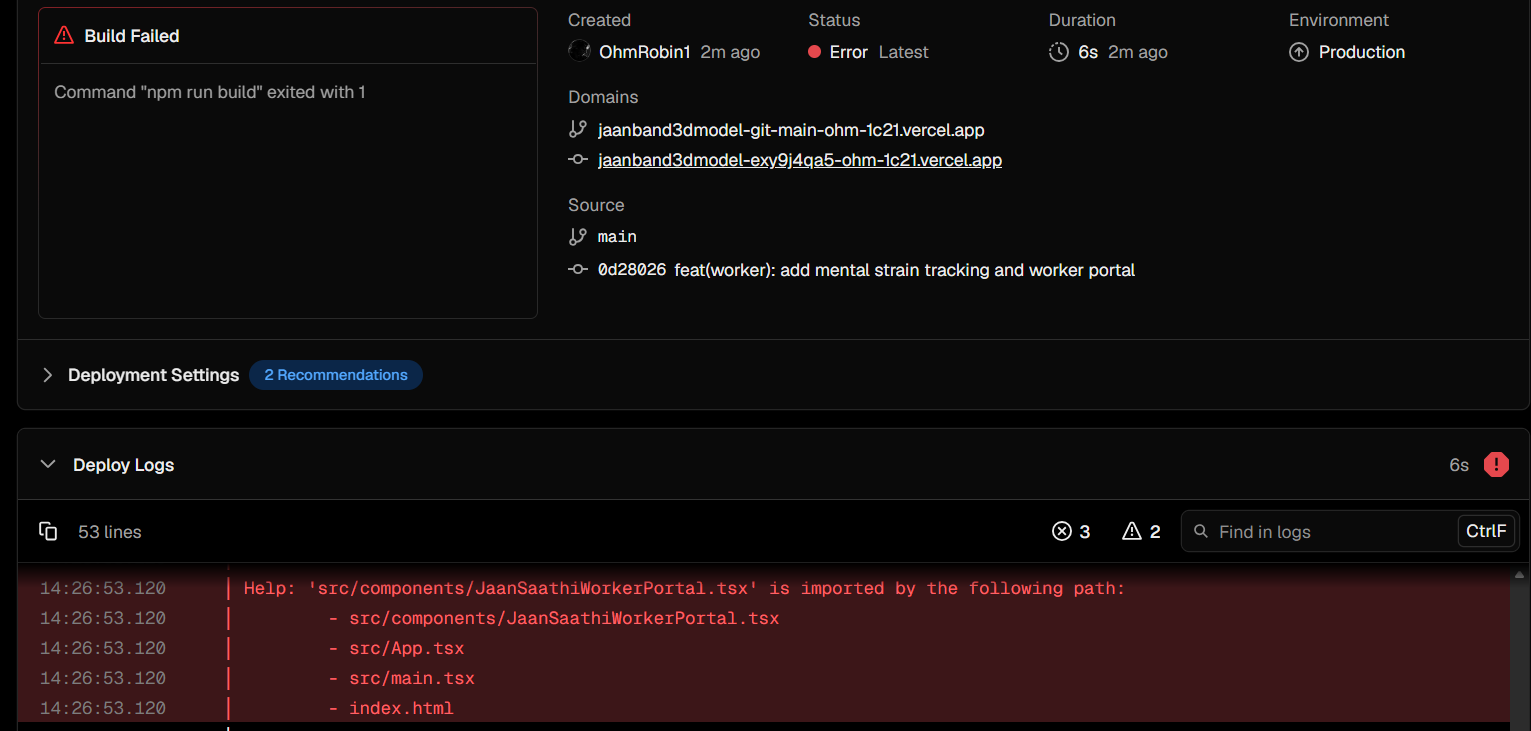 Build Failed
Command "npm run build" exited with 1
Created
OhmRobin1 2m ago
Status
Error Latest
Duration
6s 2m ago
Environment
Production
Domains
jaanband3dmodel-git-main-ohm-1c21.vercel.app
jaanband3dmodel-exy9j4qa5-ohm-1c21.vercel.app
Source
main
0d28026 feat(worker): add mental strain tracking and worker portal
Deployment Settings 2 Recommendations
Deploy Logs 6s
53 lines 3 2 Find in logs CtrlF
14:26:53.120 | Help: 'src/components/JaanSaathiWorkerPortal.tsx' is imported by the following path:
14:26:53.120 | - src/components/JaanSaathiWorkerPortal.tsx
14:26:53.120 | - src/App.tsx
14:26:53.120 | - src/main.tsx
14:26:53.120 | - index.html